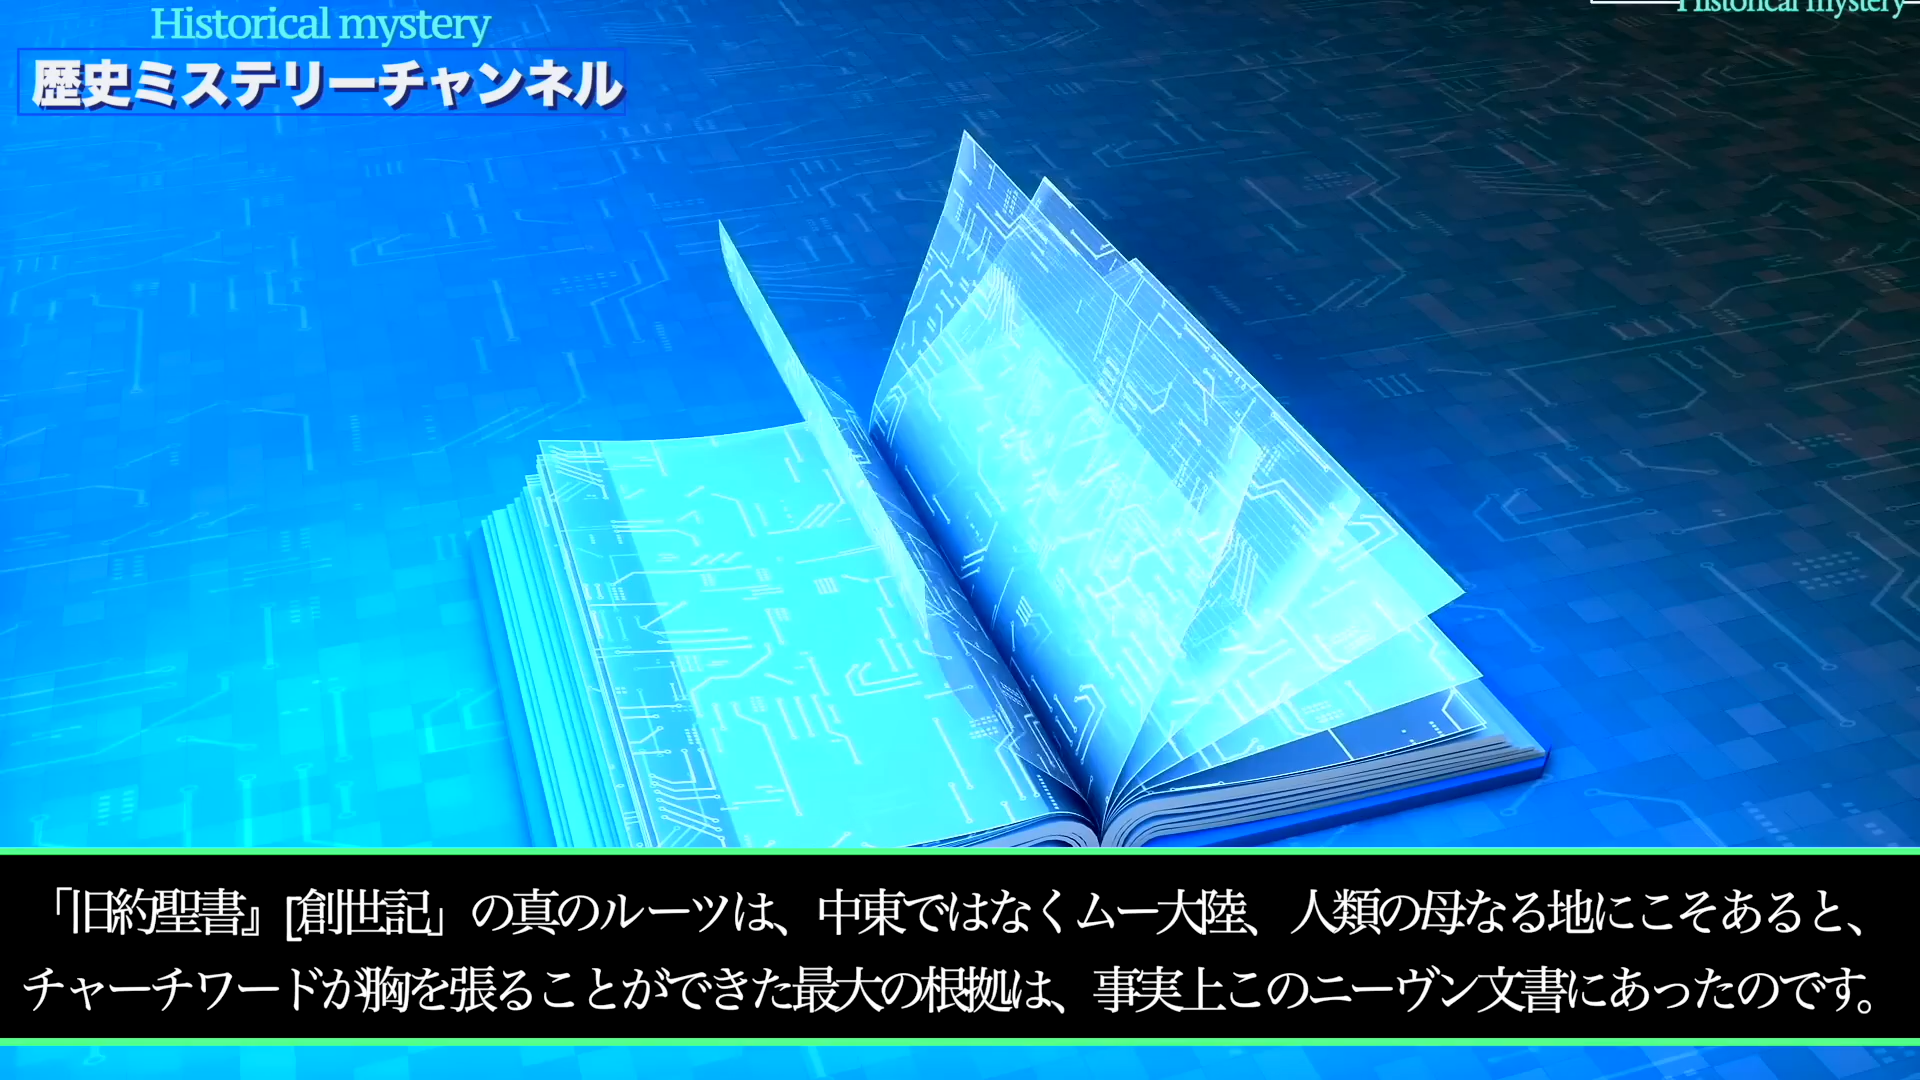 Historical mystery
Historical mystery
歴史ミステリーチャンネル
「旧約聖書』[創世記」の真のルーツは、中東ではなくムー大陸、人類の母なる地にこそあると、
チャーチワードが胸を張ることができた最大の根拠は、事実上このニーヴン文書にあったのです。